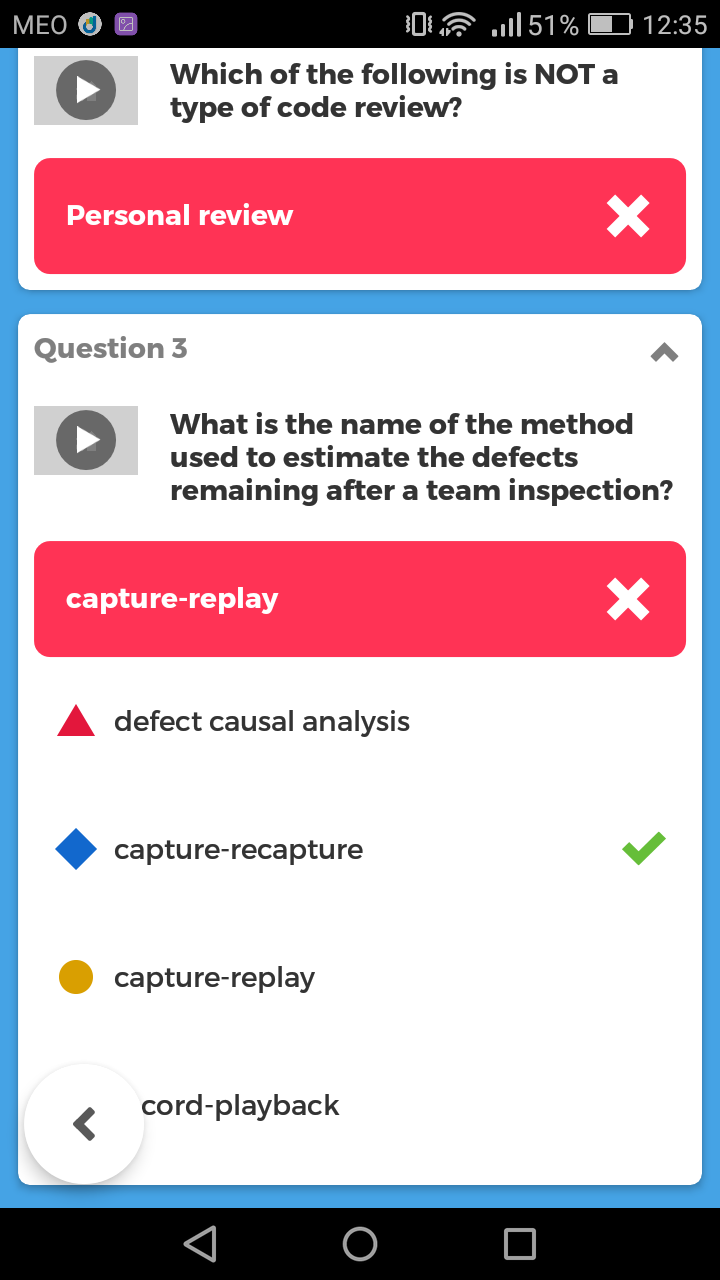 MEO 51% 12:35
Which of the following is NOT a
type of code review?
Personal review
Question 3
What is the name of the method
used to estimate the defects
remaining after a team inspection?
capture-replay
defect causal analysis
capture-recapture
capture-replay
cord-playback